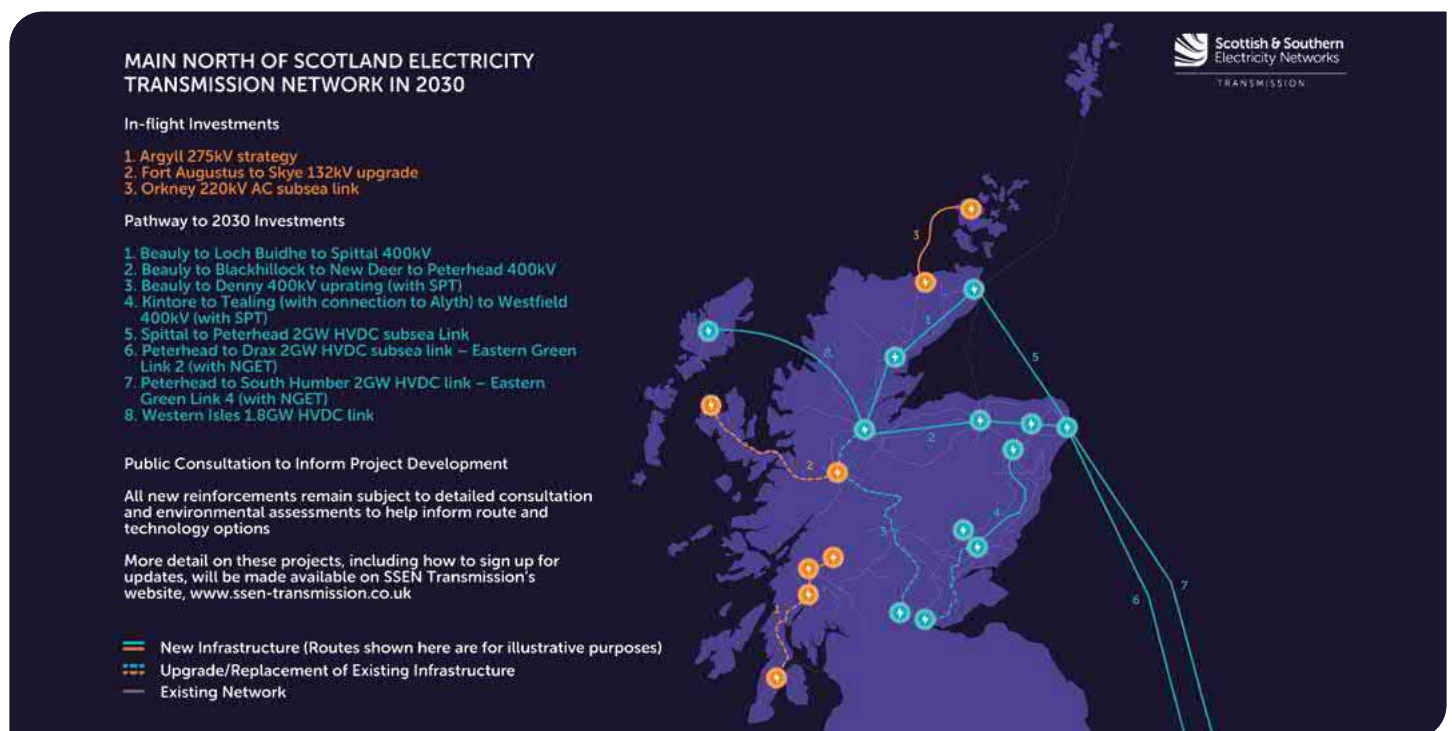 MAIN NORTH OF SCOTLAND ELECTRICITY
TRANSMISSION NETWORK IN 2030
Scottish & Southern
Electricity Networks
TRANSMISSION
In-flight Investments
1. Argyll 275kV strategy
2. Fort Augustus to Skye 132kV upgrade
3. Orkney 220kV AC subsea link
Pathway to 2030 Investments
1. Beauly to Loch Buidhe to Spittal 400kV
2. Beauly to Blackhillock to New Deer to Peterhead 400kV
3. Beauly to Denny 400kV uprating (with SPT)
4. Kintore to Tealing (with connection to Alyth) to Westfield
400kV (with SPT)
5. Spittal to Peterhead 2GW HVDC subsea Link
6. Peterhead to Drax 2GW HVDC subsea link – Eastern Green
Link 2 (with NGET)
7. Peterhead to South Humber 2GW HVDC link – Eastern
Green Link 4 (with NGET)
8. Western Isles 1.8GW HVDC link
Public Consultation to Inform Project Development
All new reinforcements remain subject to detailed consultation
and environmental assessments to help inform route and
technology options
More detail on these projects, including how to sign up for
updates, will be made available on SSEN Transmission's
website, www.ssen-transmission.co.uk
New Infrastructure (Routes shown here are for illustrative purposes)
Upgrade/Replacement of Existing Infrastructure
Existing Network
3
1
8
5
2
2
4
3
1
6
7